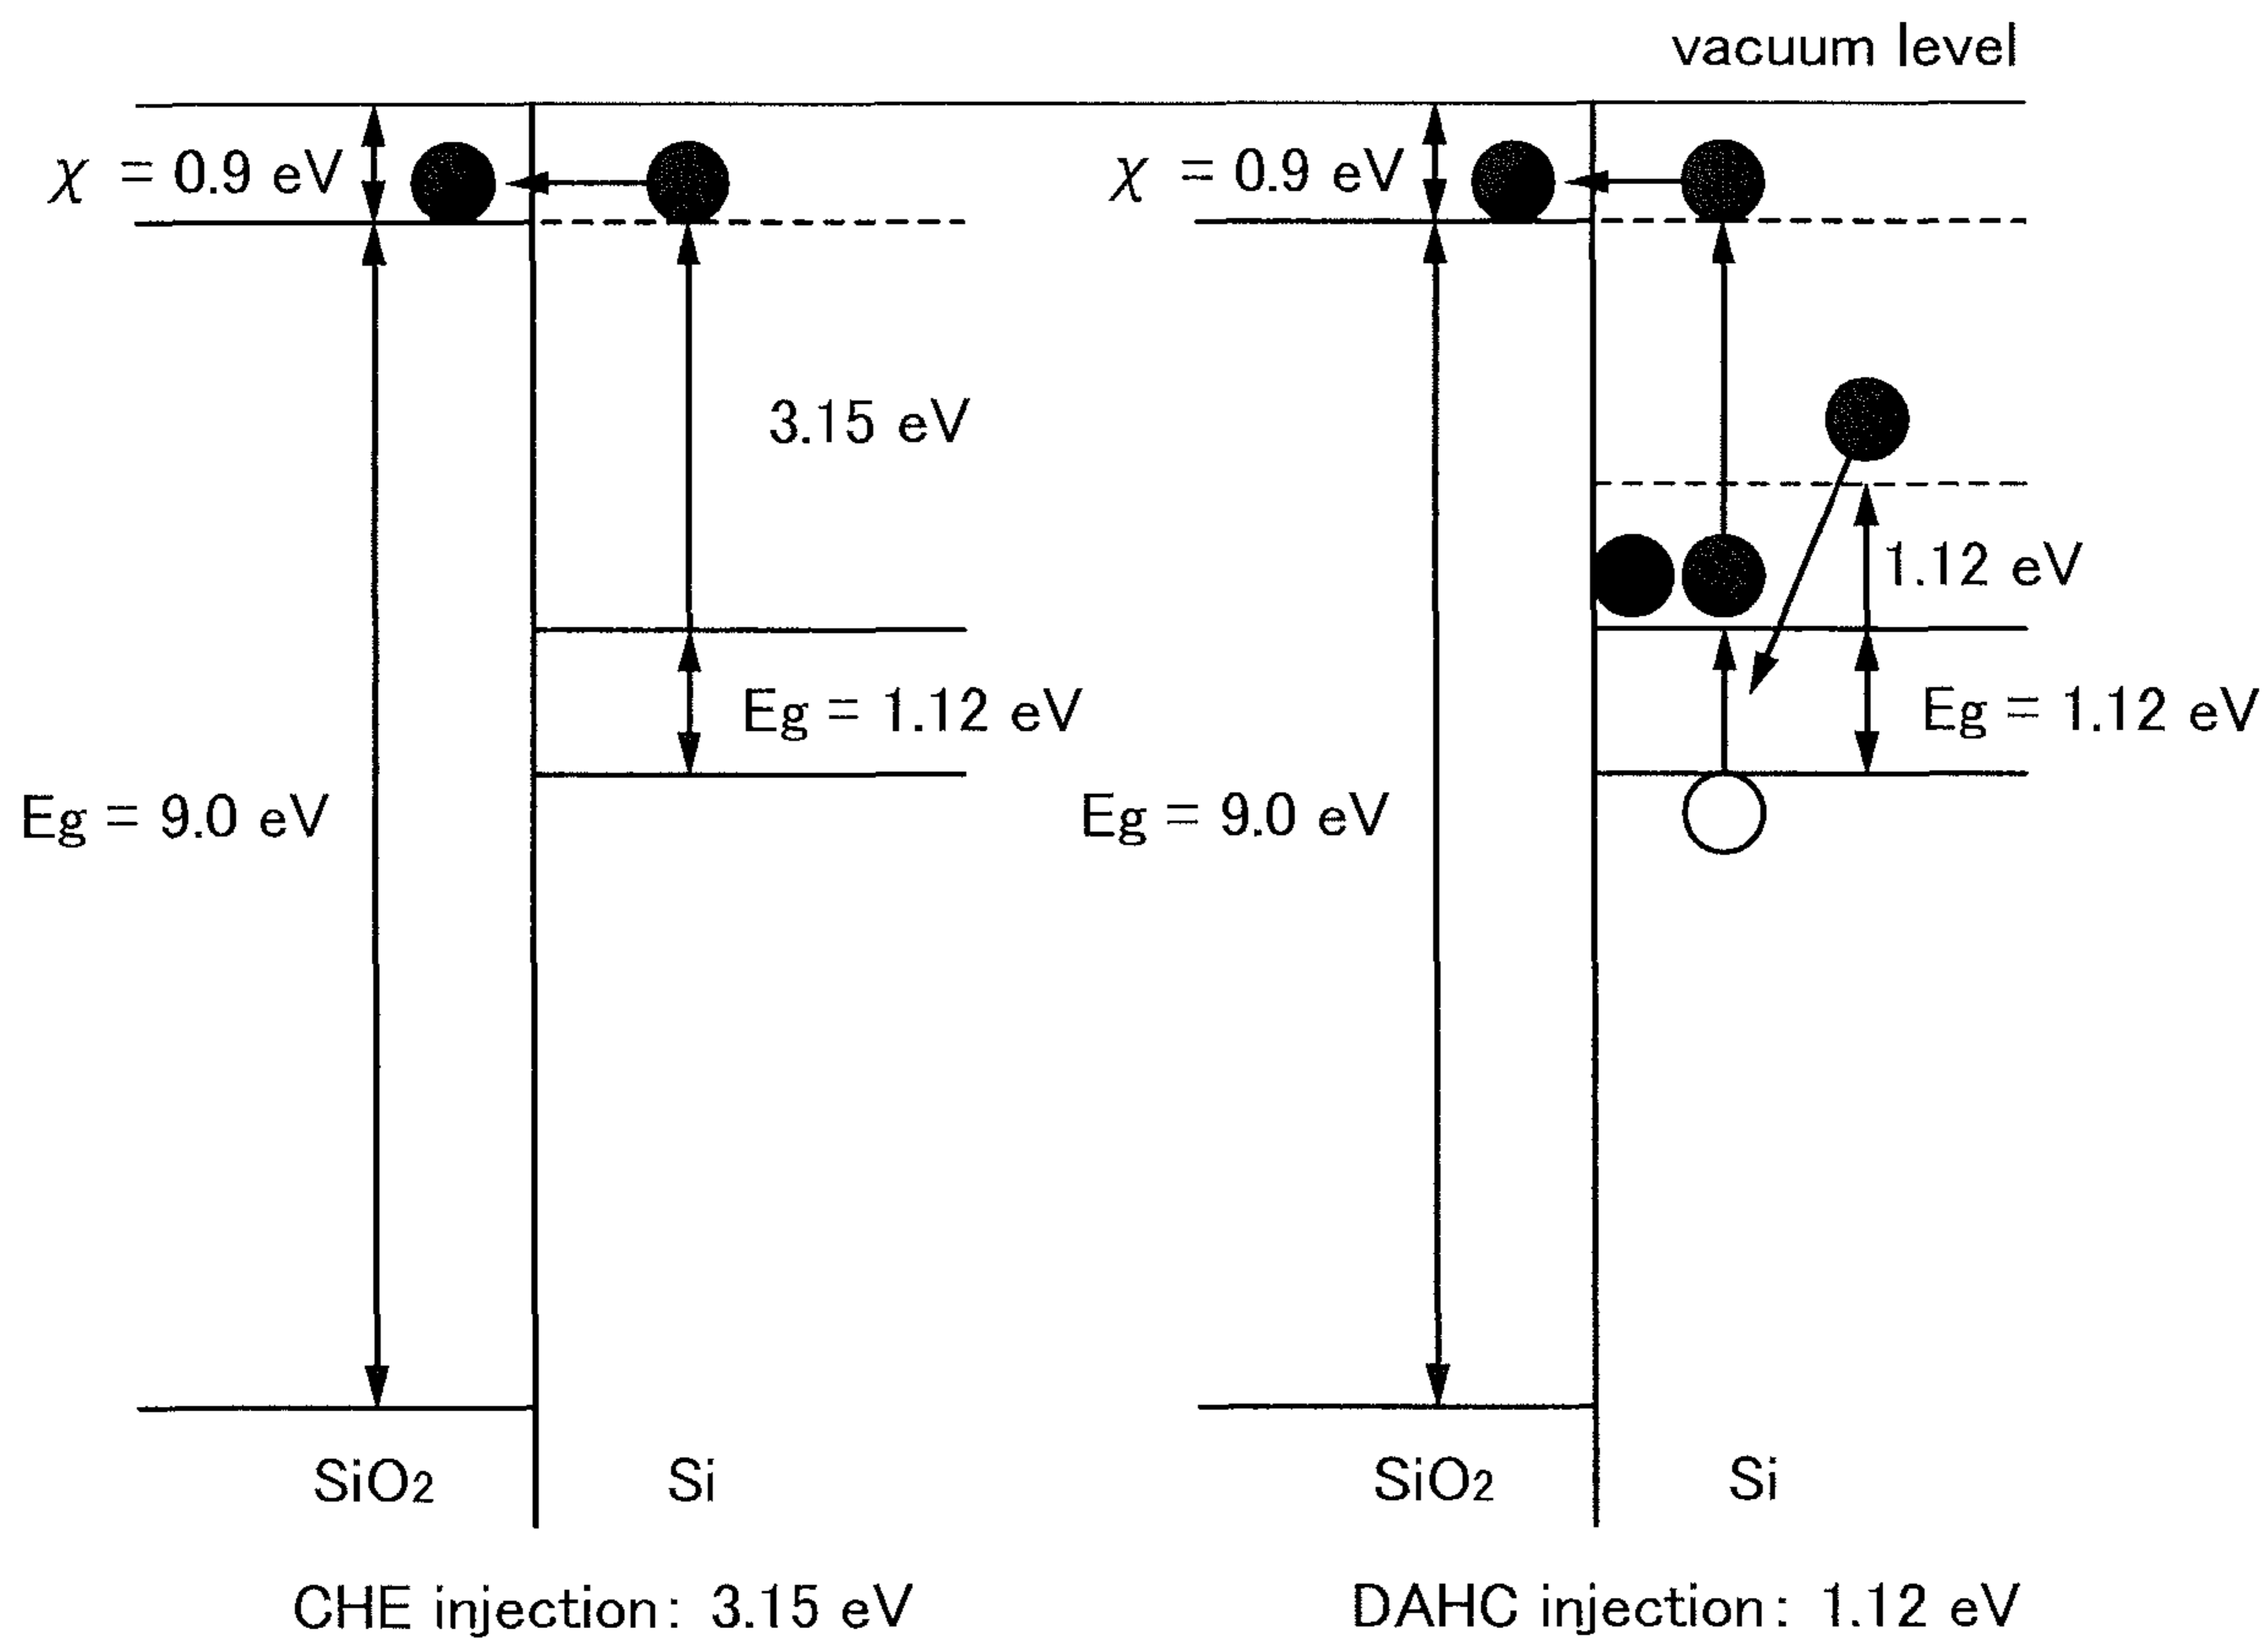 vacuum level
χ = 0.9 eV
χ = 0.9 eV
3.15 eV
1.12 eV
Eg = 1.12 eV
Eg = 1.12 eV
Eg = 9.0 eV
Eg = 9.0 eV
SiO2
Si
SiO2
Si
CHE injection: 3.15 eV
DAHC injection: 1.12 eV